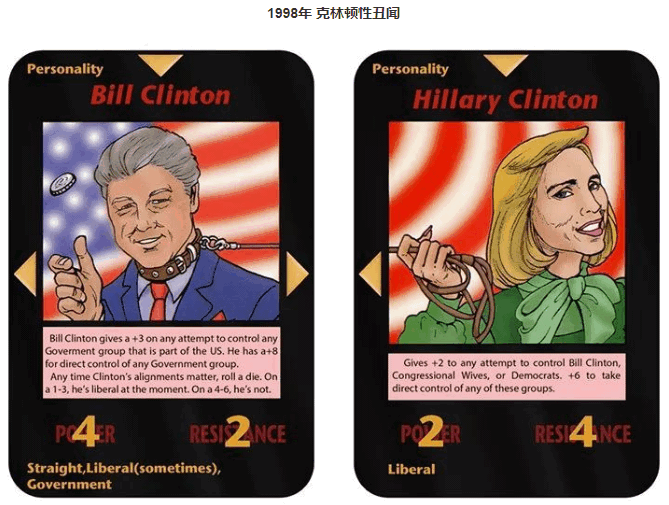 1998年 克林顿性丑闻
Personality
Bill Clinton
Bill Clinton gives a +3 on any attempt to control any
Goverment group that is part of the US. He has a+8
for direct control of any Government group.
Any time Clinton's alignments matter, roll a die. On
a 1-3, he's liberal at the moment. On a 4-6, he's not.
POWER 4
RESISTANCE 2
Straight,Liberal(sometimes),
Government
Personality
Hillary Clinton
Gives +2 to any attempt to control Bill Clinton,
Congressional Wives, or Democrats. +6 to take
direct control of any of these groups.
POWER 2
RESISTANCE 4
Liberal